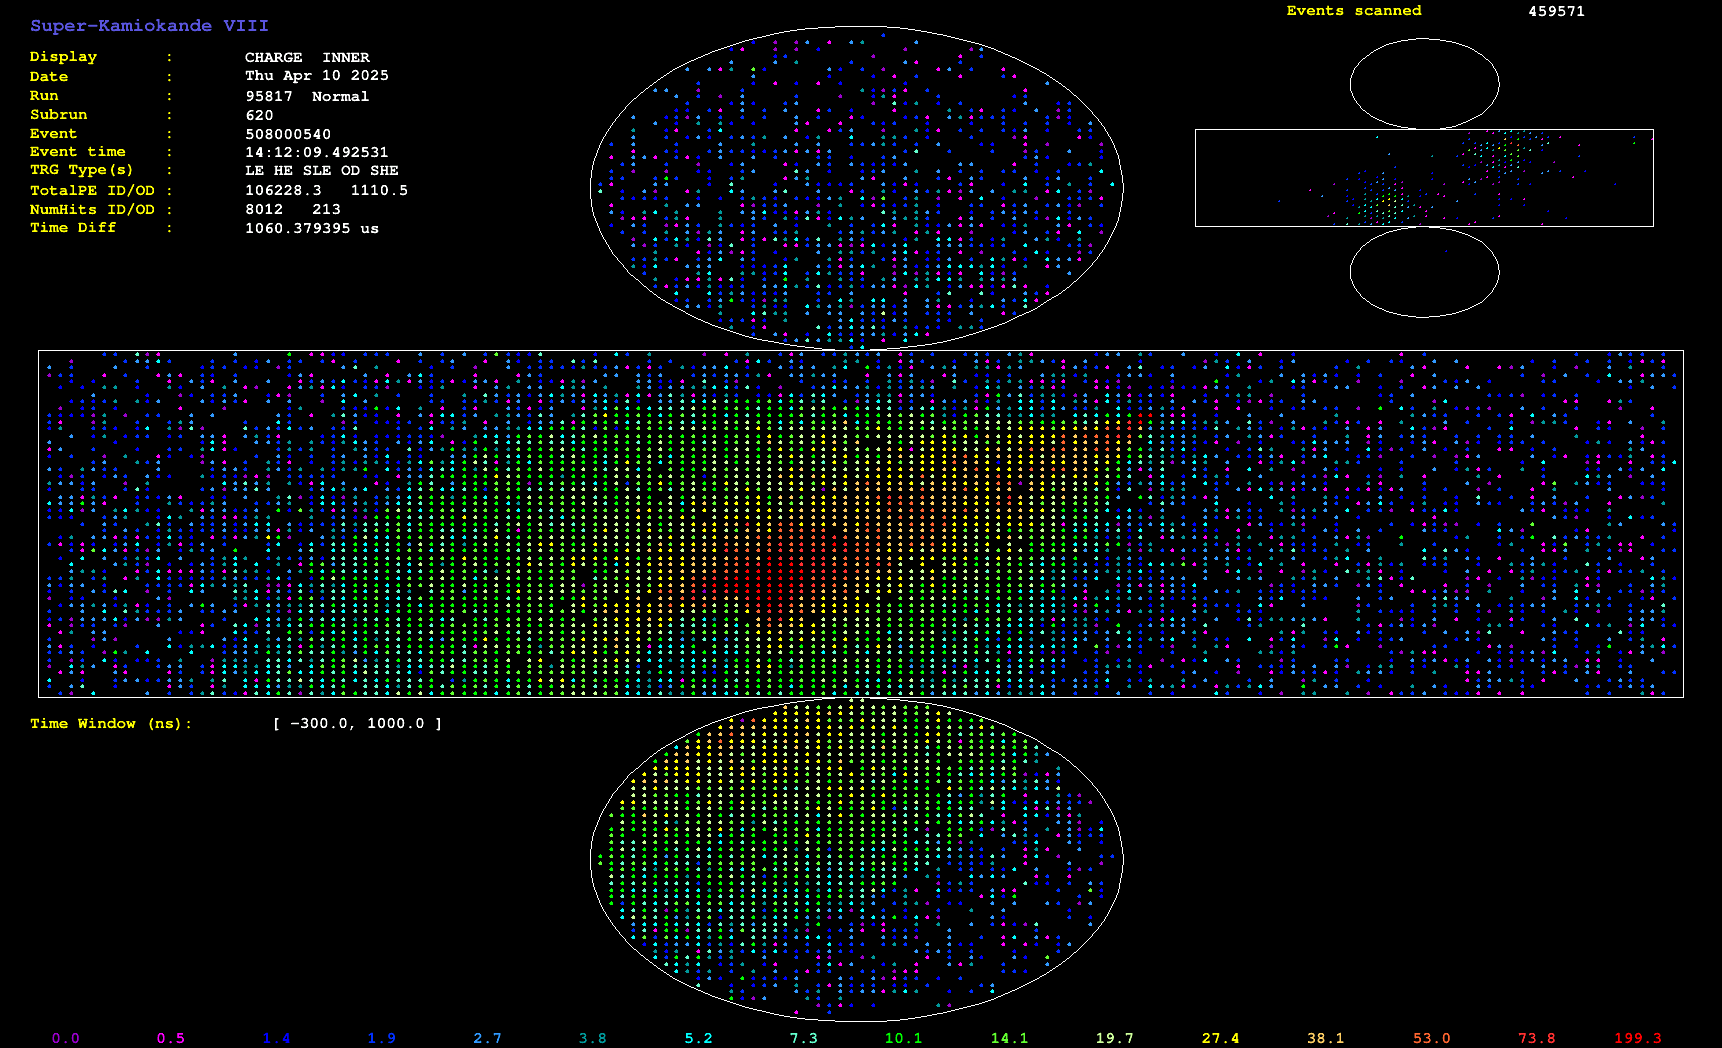 Super-Kamiokande VIII
Events scanned 459571
Display : CHARGE INNER
Date : Thu Apr 10 2025
Run : 95817 Normal
Subrun : 620
Event : 508000540
Event time : 14:12:09.492531
TRG Type(s) : LE HE SLE OD SHE
TotalPE ID/OD : 106228.3 1110.5
NumHits ID/OD : 8012 213
Time Diff : 1060.379395 us
Time Window (ns): [ -300.0, 1000.0 ]
0.0 0.5 1.4 1.9 2.7 3.8 5.2 7.3 10.1 14.1 19.7 27.4 38.1 53.0 73.8 199.3